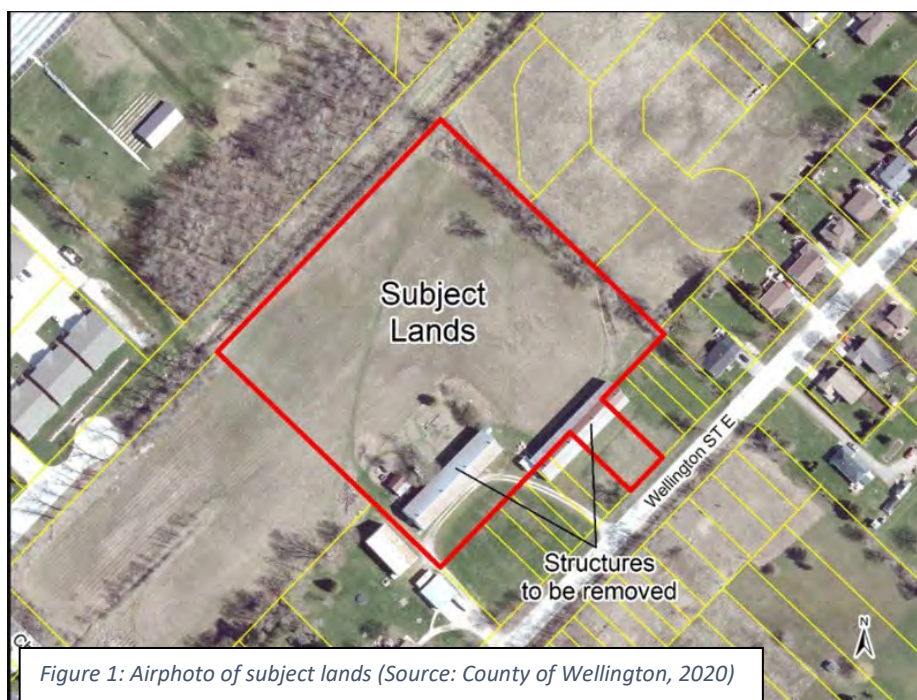 Subject
Lands
Wellington ST E
Structures
to be removed
N
Figure 1: Airphoto of subject lands (Source: County of Wellington, 2020)